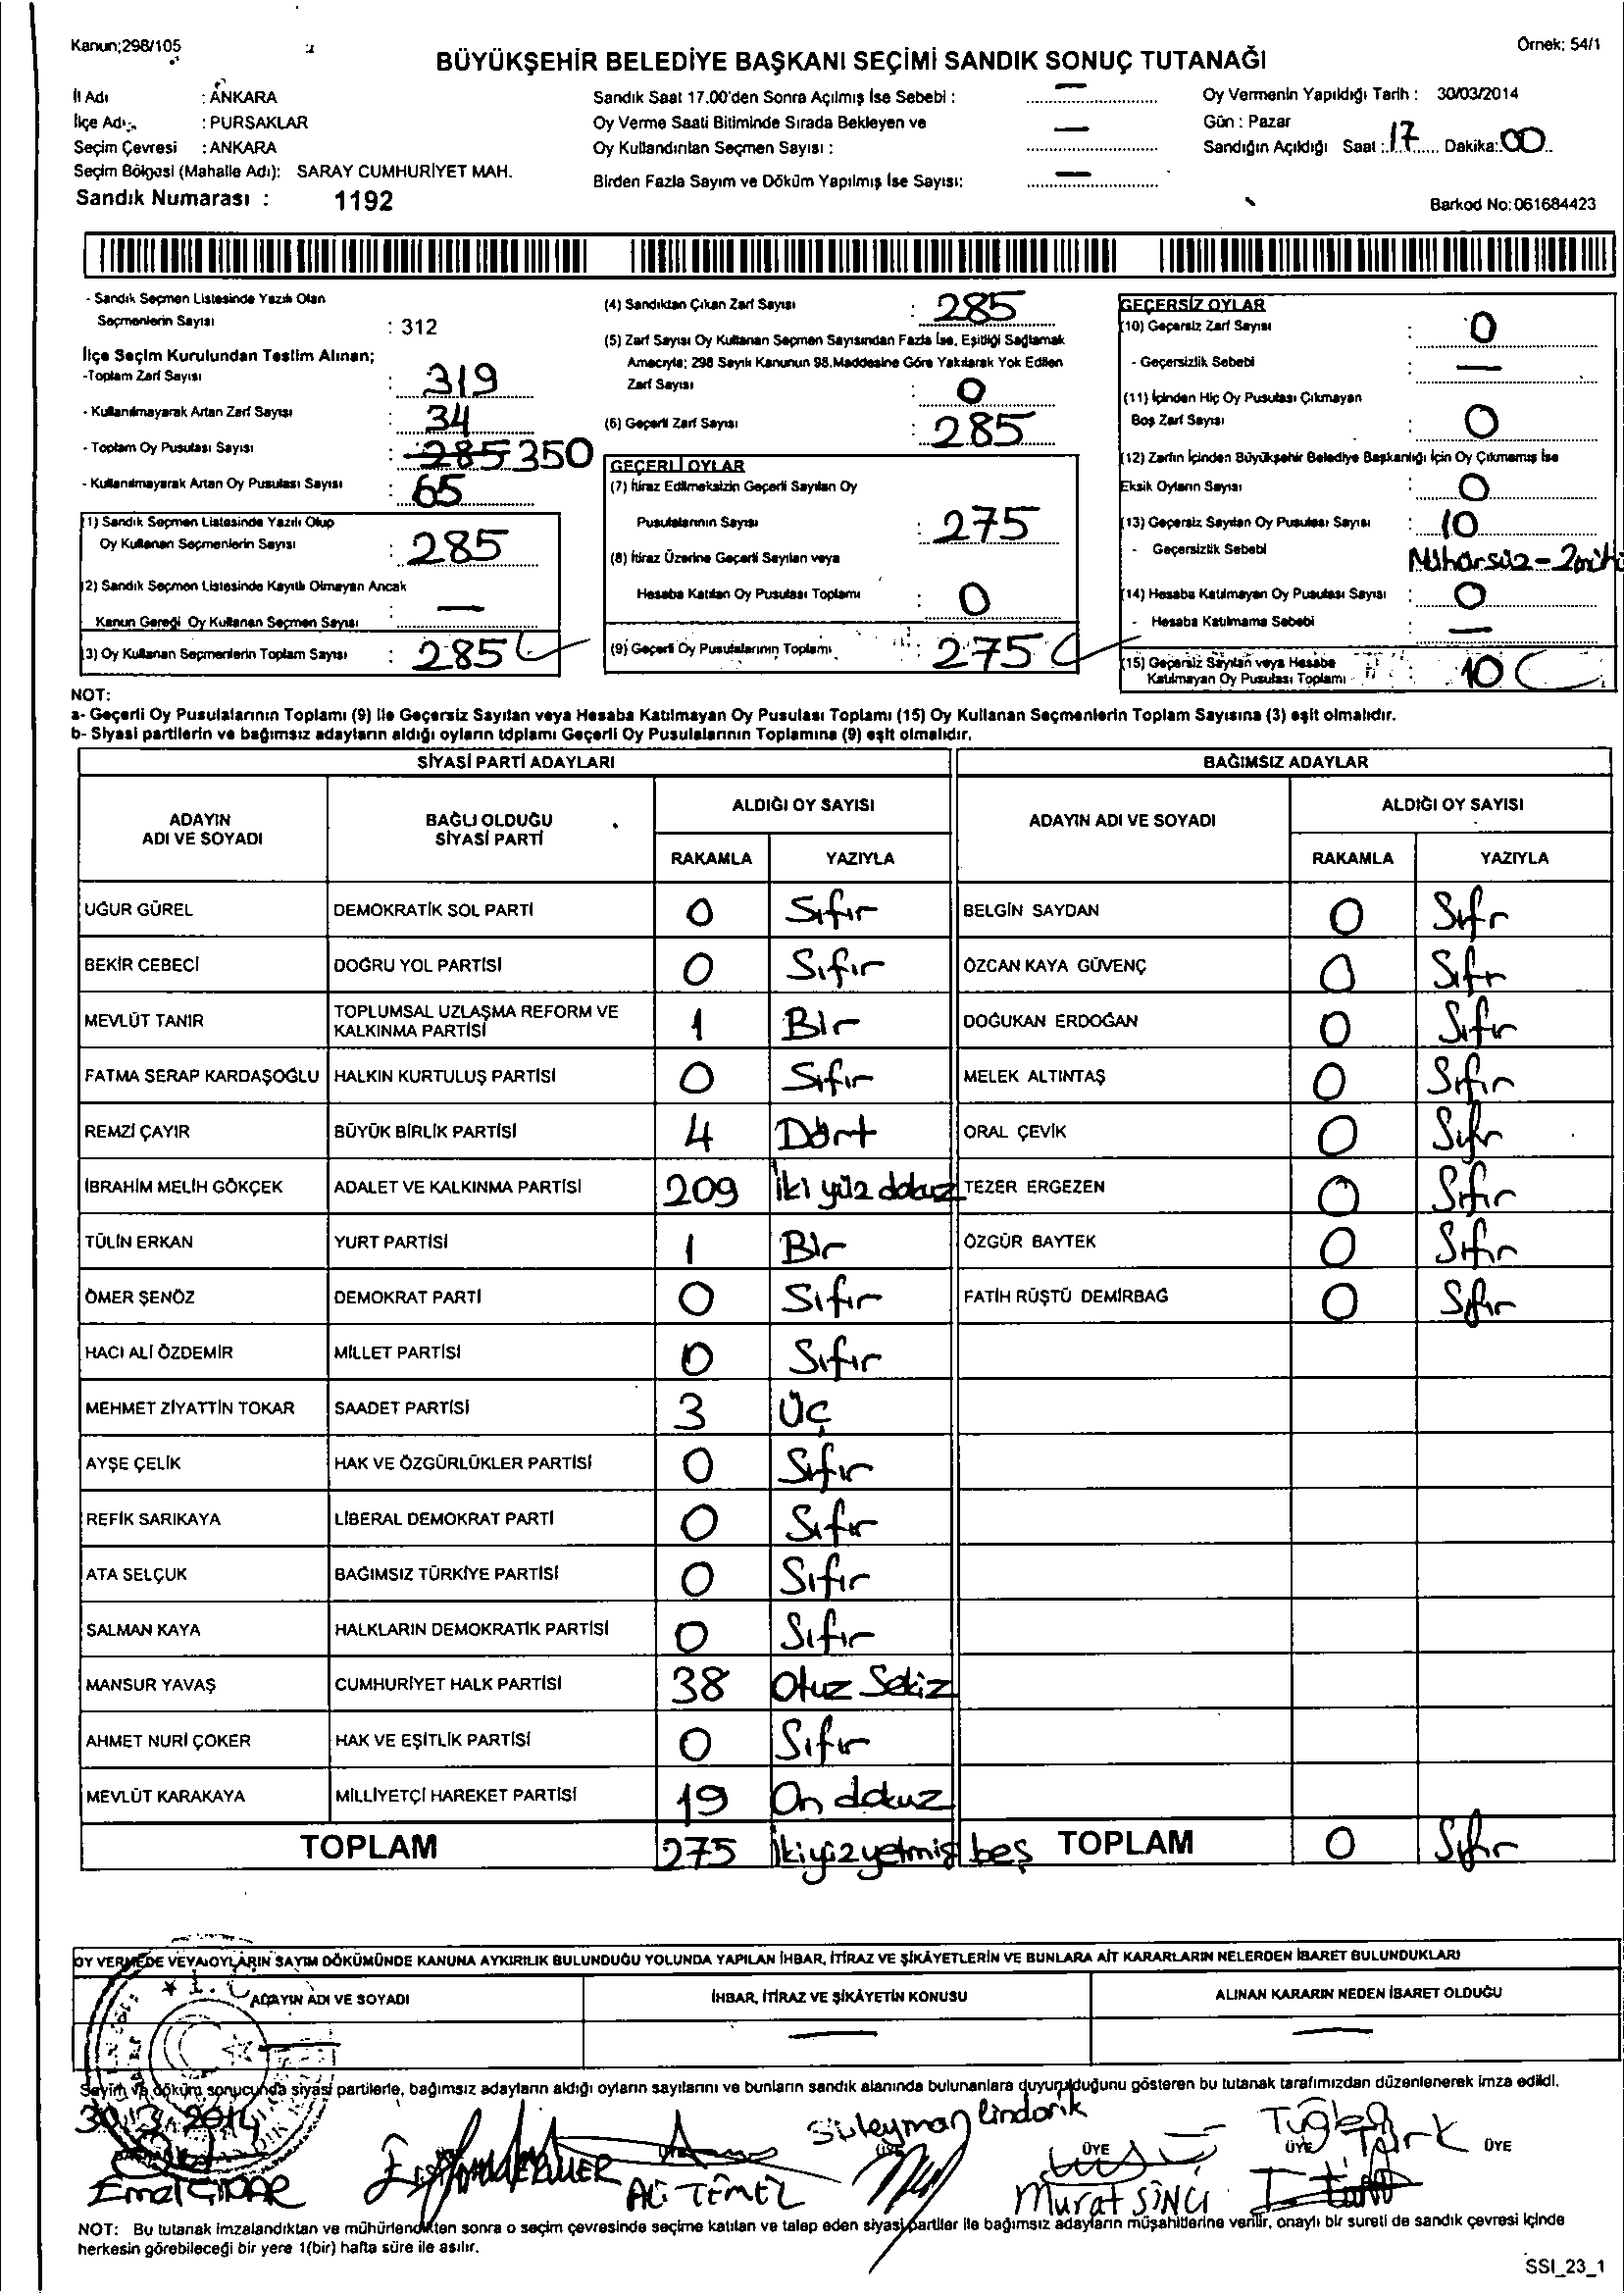 Kanun;298/105
Örnek; 54/1
BÜYÜKŞEHİR BELEDİYE BAŞKANI SEÇİMİ SANDIK SONUÇ TUTANAĞI
İl Adı : ANKARA
İlçe Adı : PURSAKLAR
Seçim Çevresi : ANKARA
Seçim Bölgesi (Mahalle Adı): SARAY CUMHURİYET MAH.
Sandık Numarası : 1192
Sandık Saat 17.00'den Sonra Açılmış İse Sebebi : —
Oy Verme Saati Bitiminde Sırada Bekleyen ve
Oy Kullandırılan Seçmen Sayısı : —
Birden Fazla Sayım ve Döküm Yapılmış İse Sayısı: —
Oy Vermenin Yapıldığı Tarih : 30/03/2014
Gün : Pazar
Sandığın Açıldığı Saat : 17 Dakika: 00
Barkod No:061684423
- Sandık Seçmen Listesinde Yazılı Olan
Seçmenlerin Sayısı : 312
İlçe Seçim Kurulundan Teslim Alınan;
-Toplam Zarf Sayısı : 319
- Kullanılmayarak Artan Zarf Sayısı : 34
- Toplam Oy Pusulası Sayısı : 285 350
- Kullanılmayarak Artan Oy Pusulası Sayısı : 65
(1) Sandık Seçmen Listesinde Yazılı Olup
Oy Kullanan Seçmenlerin Sayısı : 285
(2) Sandık Seçmen Listesinde Kayıtlı Olmayan Ancak
Kanun Gereği Oy Kullanan Seçmen Sayısı : —
(3) Oy Kullanan Seçmenlerin Toplam Sayısı : 285
(4) Sandıktan Çıkan Zarf Sayısı : 285
(5) Zarf Sayısı Oy Kullanan Seçmen Sayısından Fazla İse, Eşitliği Sağlamak
Amacıyla; 298 Sayılı Kanunun 98.Maddesine Göre Yakılarak Yok Edilen
Zarf Sayısı : 0
(6) Geçerli Zarf Sayısı : 285
GEÇERLİ OYLAR
(7) İtiraz Edilmeksizin Geçerli Sayılan Oy
Pusulalarının Sayısı : 275
(8) İtiraz Üzerine Geçerli Sayılan veya
Hesaba Katılan Oy Pusulası Toplamı : 0
(9) Geçerli Oy Pusulalarının Toplamı : 275
GEÇERSİZ OYLAR
(10) Geçersiz Zarf Sayısı : 0
- Geçersizlik Sebebi : —
(11) İçinden Hiç Oy Pusulası Çıkmayan
Boş Zarf Sayısı : 0
(12) Zarfın İçinden Büyükşehir Belediye Başkanlığı İçin Oy Çıkmamış İse
Eksik Oyların Sayısı : 0
(13) Geçersiz Sayılan Oy Pusulası Sayısı : 10
- Geçersizlik Sebebi Mühürsüz -
(14) Hesaba Katılmayan Oy Pusulası Sayısı : 0
- Hesaba Katılmama Sebebi : —
(15) Geçersiz Sayılan veya Hesaba
Katılmayan Oy Pusulası Toplamı : 10
NOT:
a- Geçerli Oy Pusulalarının Toplamı (9) İle Geçersiz Sayılan veya Hesaba Katılmayan Oy Pusulası Toplamı (15) Oy Kullanan Seçmenlerin Toplam Sayısına (3) eşit olmalıdır.
b- Siyasi partilerin ve bağımsız adayların aldığı oyların toplamı Geçerli Oy Pusulalarının Toplamına (9) eşit olmalıdır.
SİYASİ PARTİ ADAYLARI BAĞIMSIZ ADAYLAR
ADAYIN ADI VE SOYADI BAĞLI OLDUĞU SİYASİ PARTİ ALDIĞI OY SAYISI ADAYIN ADI VE SOYADI ALDIĞI OY SAYISI
RAKAMLA YAZIYLA RAKAMLA YAZIYLA
UĞUR GÜREL DEMOKRATİK SOL PARTİ 0 Sıfır BELGİN SAYDAN 0 Sıfr
BEKİR CEBECİ DOĞRU YOL PARTİSİ 0 Sıfır ÖZCAN KAYA GÜVENÇ 0 Sıfr
MEVLÜT TANIR TOPLUMSAL UZLAŞMA REFORM VE KALKINMA PARTİSİ 1 Bir DOĞUKAN ERDOĞAN 0 Sıfır
FATMA SERAP KARDAŞOĞLU HALKIN KURTULUŞ PARTİSİ 0 Sıfır MELEK ALTINTAŞ 0 Sıfır
REMZİ ÇAYIR BÜYÜK BİRLİK PARTİSİ 4 Dört ORAL ÇEVİK 0 Sıfr
İBRAHİM MELİH GÖKÇEK ADALET VE KALKINMA PARTİSİ 209 İki yüz dokuz TEZER ERGEZEN 0 Sıfır
TÜLİN ERKAN YURT PARTİSİ 1 Bir ÖZGÜR BAYTEK 0 Sıfır
ÖMER ŞENÖZ DEMOKRAT PARTİ 0 Sıfır FATİH RÜŞTÜ DEMİRBAĞ 0 Sıfır
HACI ALİ ÖZDEMİR MİLLET PARTİSİ 0 Sıfır
MEHMET ZİYATTİN TOKAR SAADET PARTİSİ 3 Üç
AYŞE ÇELİK HAK VE ÖZGÜRLÜKLER PARTİSİ 0 Sıfır
REFİK SARIKAYA LİBERAL DEMOKRAT PARTİ 0 Sıfır
ATA SELÇUK BAĞIMSIZ TÜRKİYE PARTİSİ 0 Sıfır
SALMAN KAYA HALKLARIN DEMOKRATİK PARTİSİ 0 Sıfır
MANSUR YAVAŞ CUMHURİYET HALK PARTİSİ 38 Otuz Sekiz
AHMET NURİ ÇOKER HAK VE EŞİTLİK PARTİSİ 0 Sıfır
MEVLÜT KARAKAYA MİLLİYETÇİ HAREKET PARTİSİ 19 On dokuz
TOPLAM 275 İkiyüzyetmiş beş TOPLAM 0 Sıfır
OY VERMEDE VEYA OYLARIN SAYIM DÖKÜMÜNDE KANUNA AYKIRILIK BULUNDUĞU YOLUNDA YAPILAN İHBAR, İTİRAZ VE ŞİKÂYETLERİN VE BUNLARA AİT KARARLARIN NELERDEN İBARET BULUNDUKLARI
ADAYIN ADI VE SOYADI İHBAR, İTİRAZ VE ŞİKÂYETİN KONUSU ALINAN KARARIN NEDEN İBARET OLDUĞU
— — —
Sayım ve döküm sonucunda siyasi partilerle, bağımsız adayların aldığı oyların sayılarını ve bunların sandık alanında bulunanlara duyurulduğunu gösteren bu tutanak tarafımızdan düzenlenerek imza edildi.
30.3.2014
Süleyman
Tuğba Türk
ÜYE ÜYE ÜYE ÜYE
ALİ TEMEL
Murat SİNCİ
NOT: Bu tutanak imzalandıktan ve mühürlendikten sonra o seçim çevresinde seçime katılan ve talep eden siyasi partiler ile bağımsız adayların müşahitlerine verilir, onaylı bir sureti de sandık çevresi içinde
herkesin görebileceği bir yere 1(bir) hafta süre ile asılır.
SSI_23_1